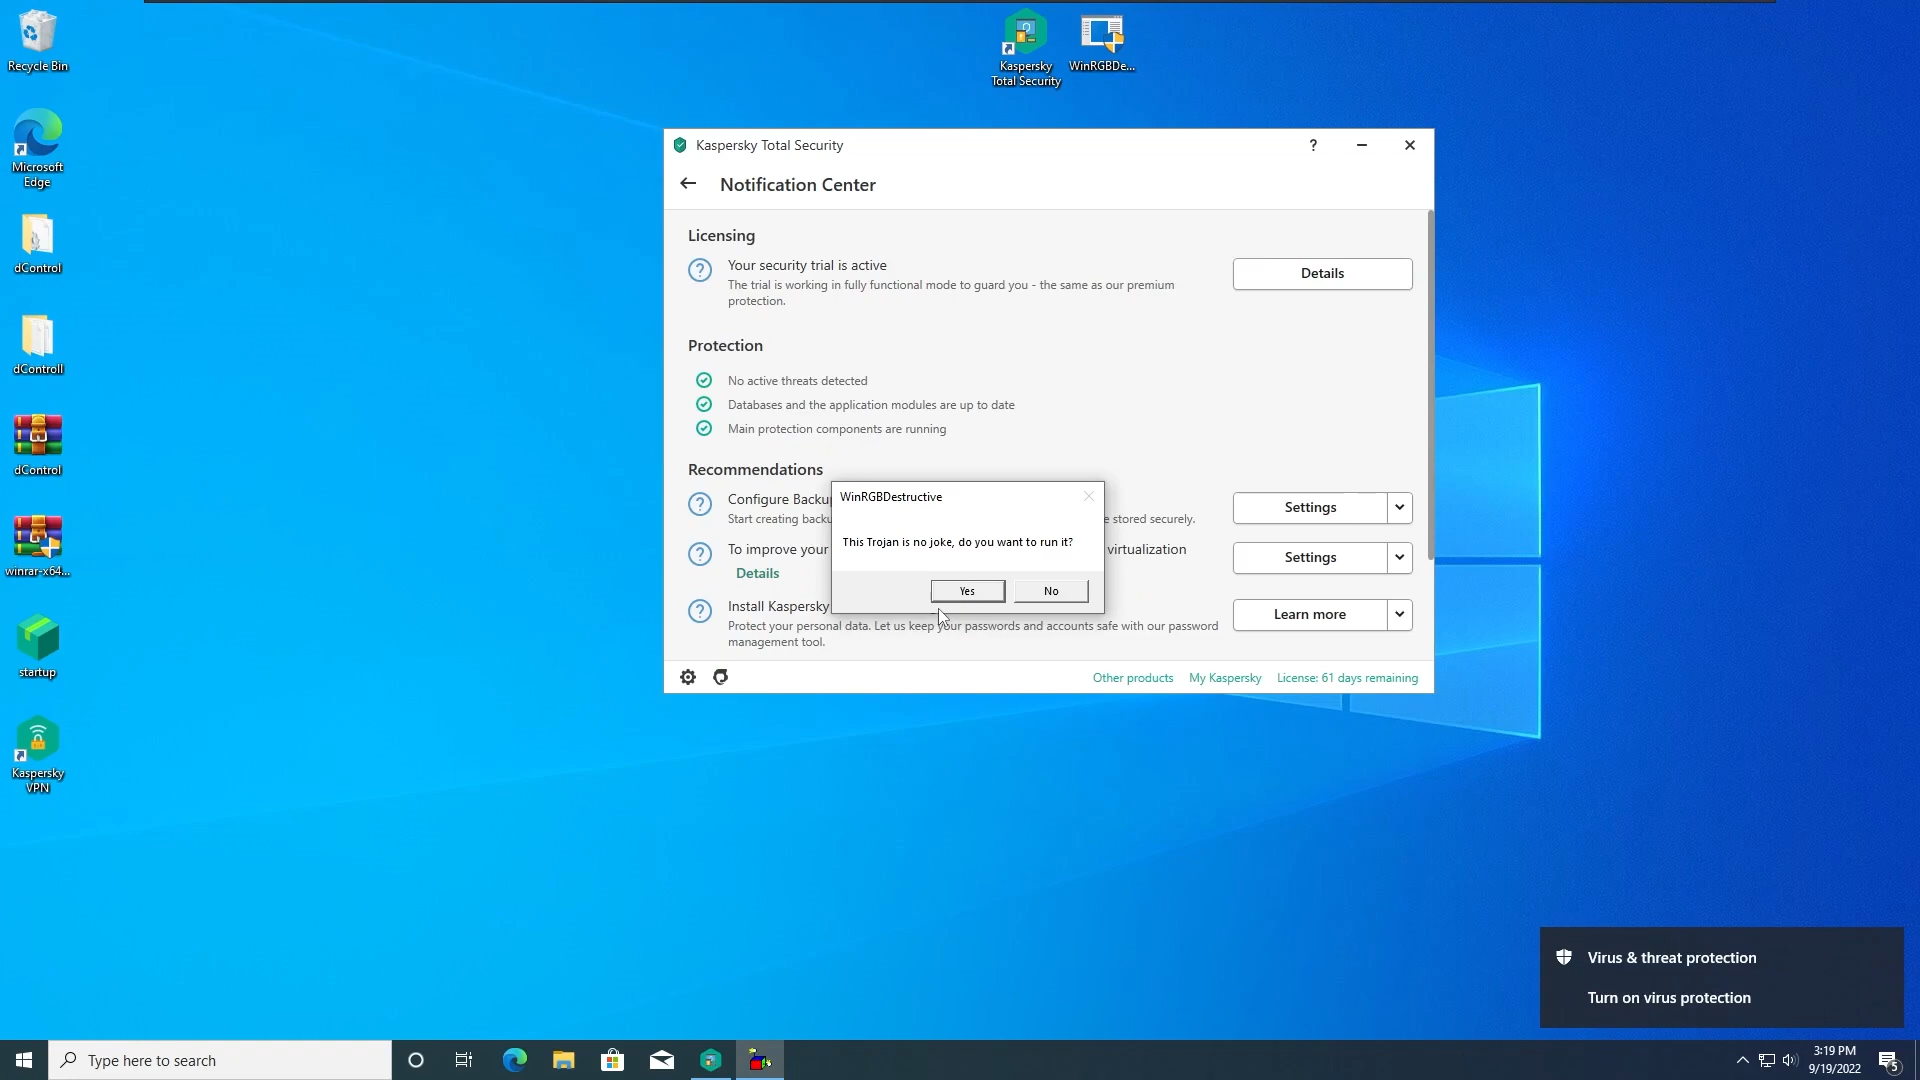 Recycle Bin
Microsoft
Edge
dControl
dControll
dControl
winrar-x64...
startup
Kaspersky
VPN
Kaspersky
Total Security
WinRGBDe...
Kaspersky Total Security
?
Notification Center
Licensing
Your security trial is active
The trial is working in fully functional mode to guard you - the same as our premium
protection.
Details
Protection
No active threats detected
Databases and the application modules are up to date
Main protection components are running
Recommendations
Configure Backup
Start creating backu
e stored securely.
Settings
To improve your
virtualization
Details
Settings
Install Kaspersky
Protect your personal data. Let us keep your passwords and accounts safe with our password
management tool.
Learn more
WinRGBDestructive
This Trojan is no joke, do you want to run it?
Yes
No
Other products
My Kaspersky
License: 61 days remaining
Virus & threat protection
Turn on virus protection
Type here to search
3:19 PM
9/19/2022
5